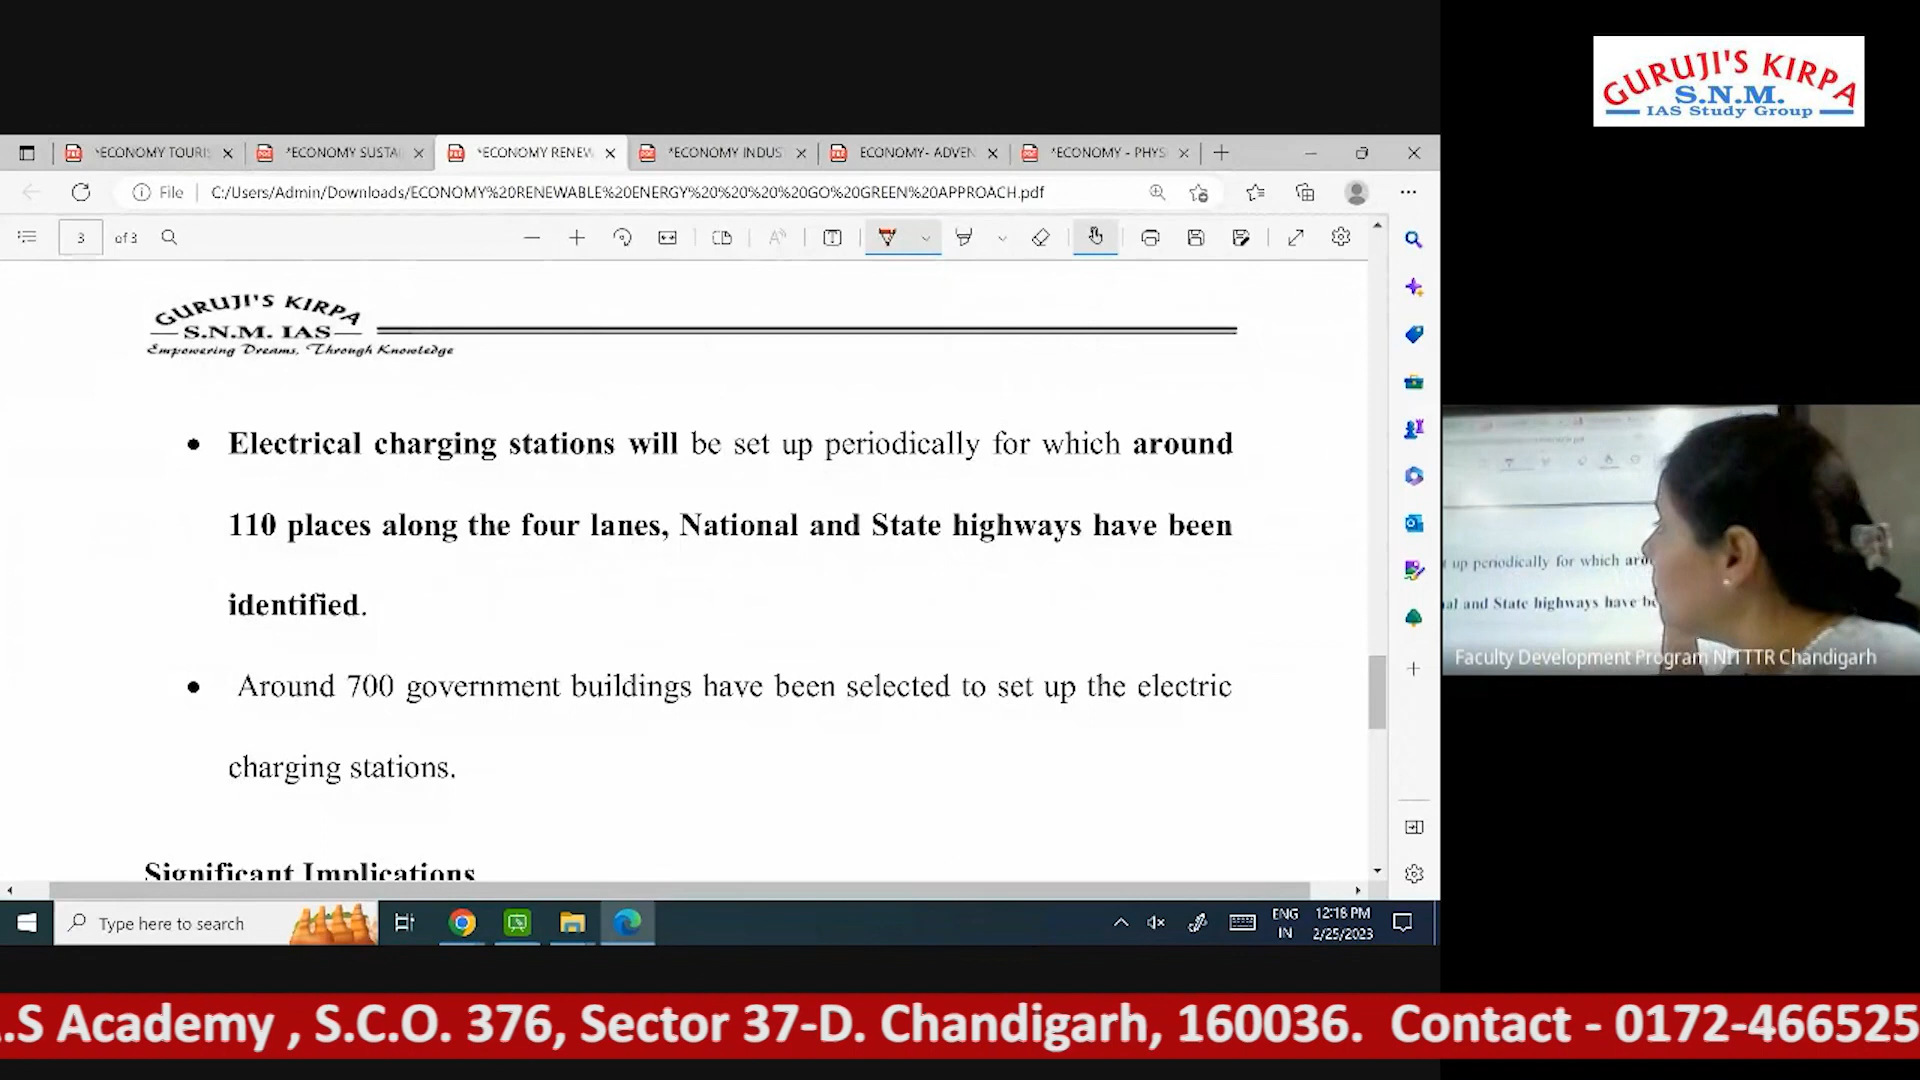 GURUJI'S KIRPA
S.N.M.
IAS Study Group
*ECONOMY TOURI
*ECONOMY SUSTA
*ECONOMY RENEW
*ECONOMY INDUS
ECONOMY- ADVEN
*ECONOMY - PHYS
File
C:/Users/Admin/Downloads/ECONOMY%20RENEWABLE%20ENERGY%20%20%20%20GO%20GREEN%20APPROACH.pdf
3 of 3
GURUJI'S KIRPA
S.N.M. IAS
Empowering Dreams, Through Knowledge
• Electrical charging stations will be set up periodically for which around
110 places along the four lanes, National and State highways have been
identified.
• Around 700 government buildings have been selected to set up the electric
charging stations.
Significant Implications
up periodically for which aro
al and State highways have be
Faculty Development Program NITTTR Chandigarh
Type here to search
ENG
IN
12:18 PM
2/25/2023
.S Academy , S.C.O. 376, Sector 37-D. Chandigarh, 160036. Contact - 0172-466525